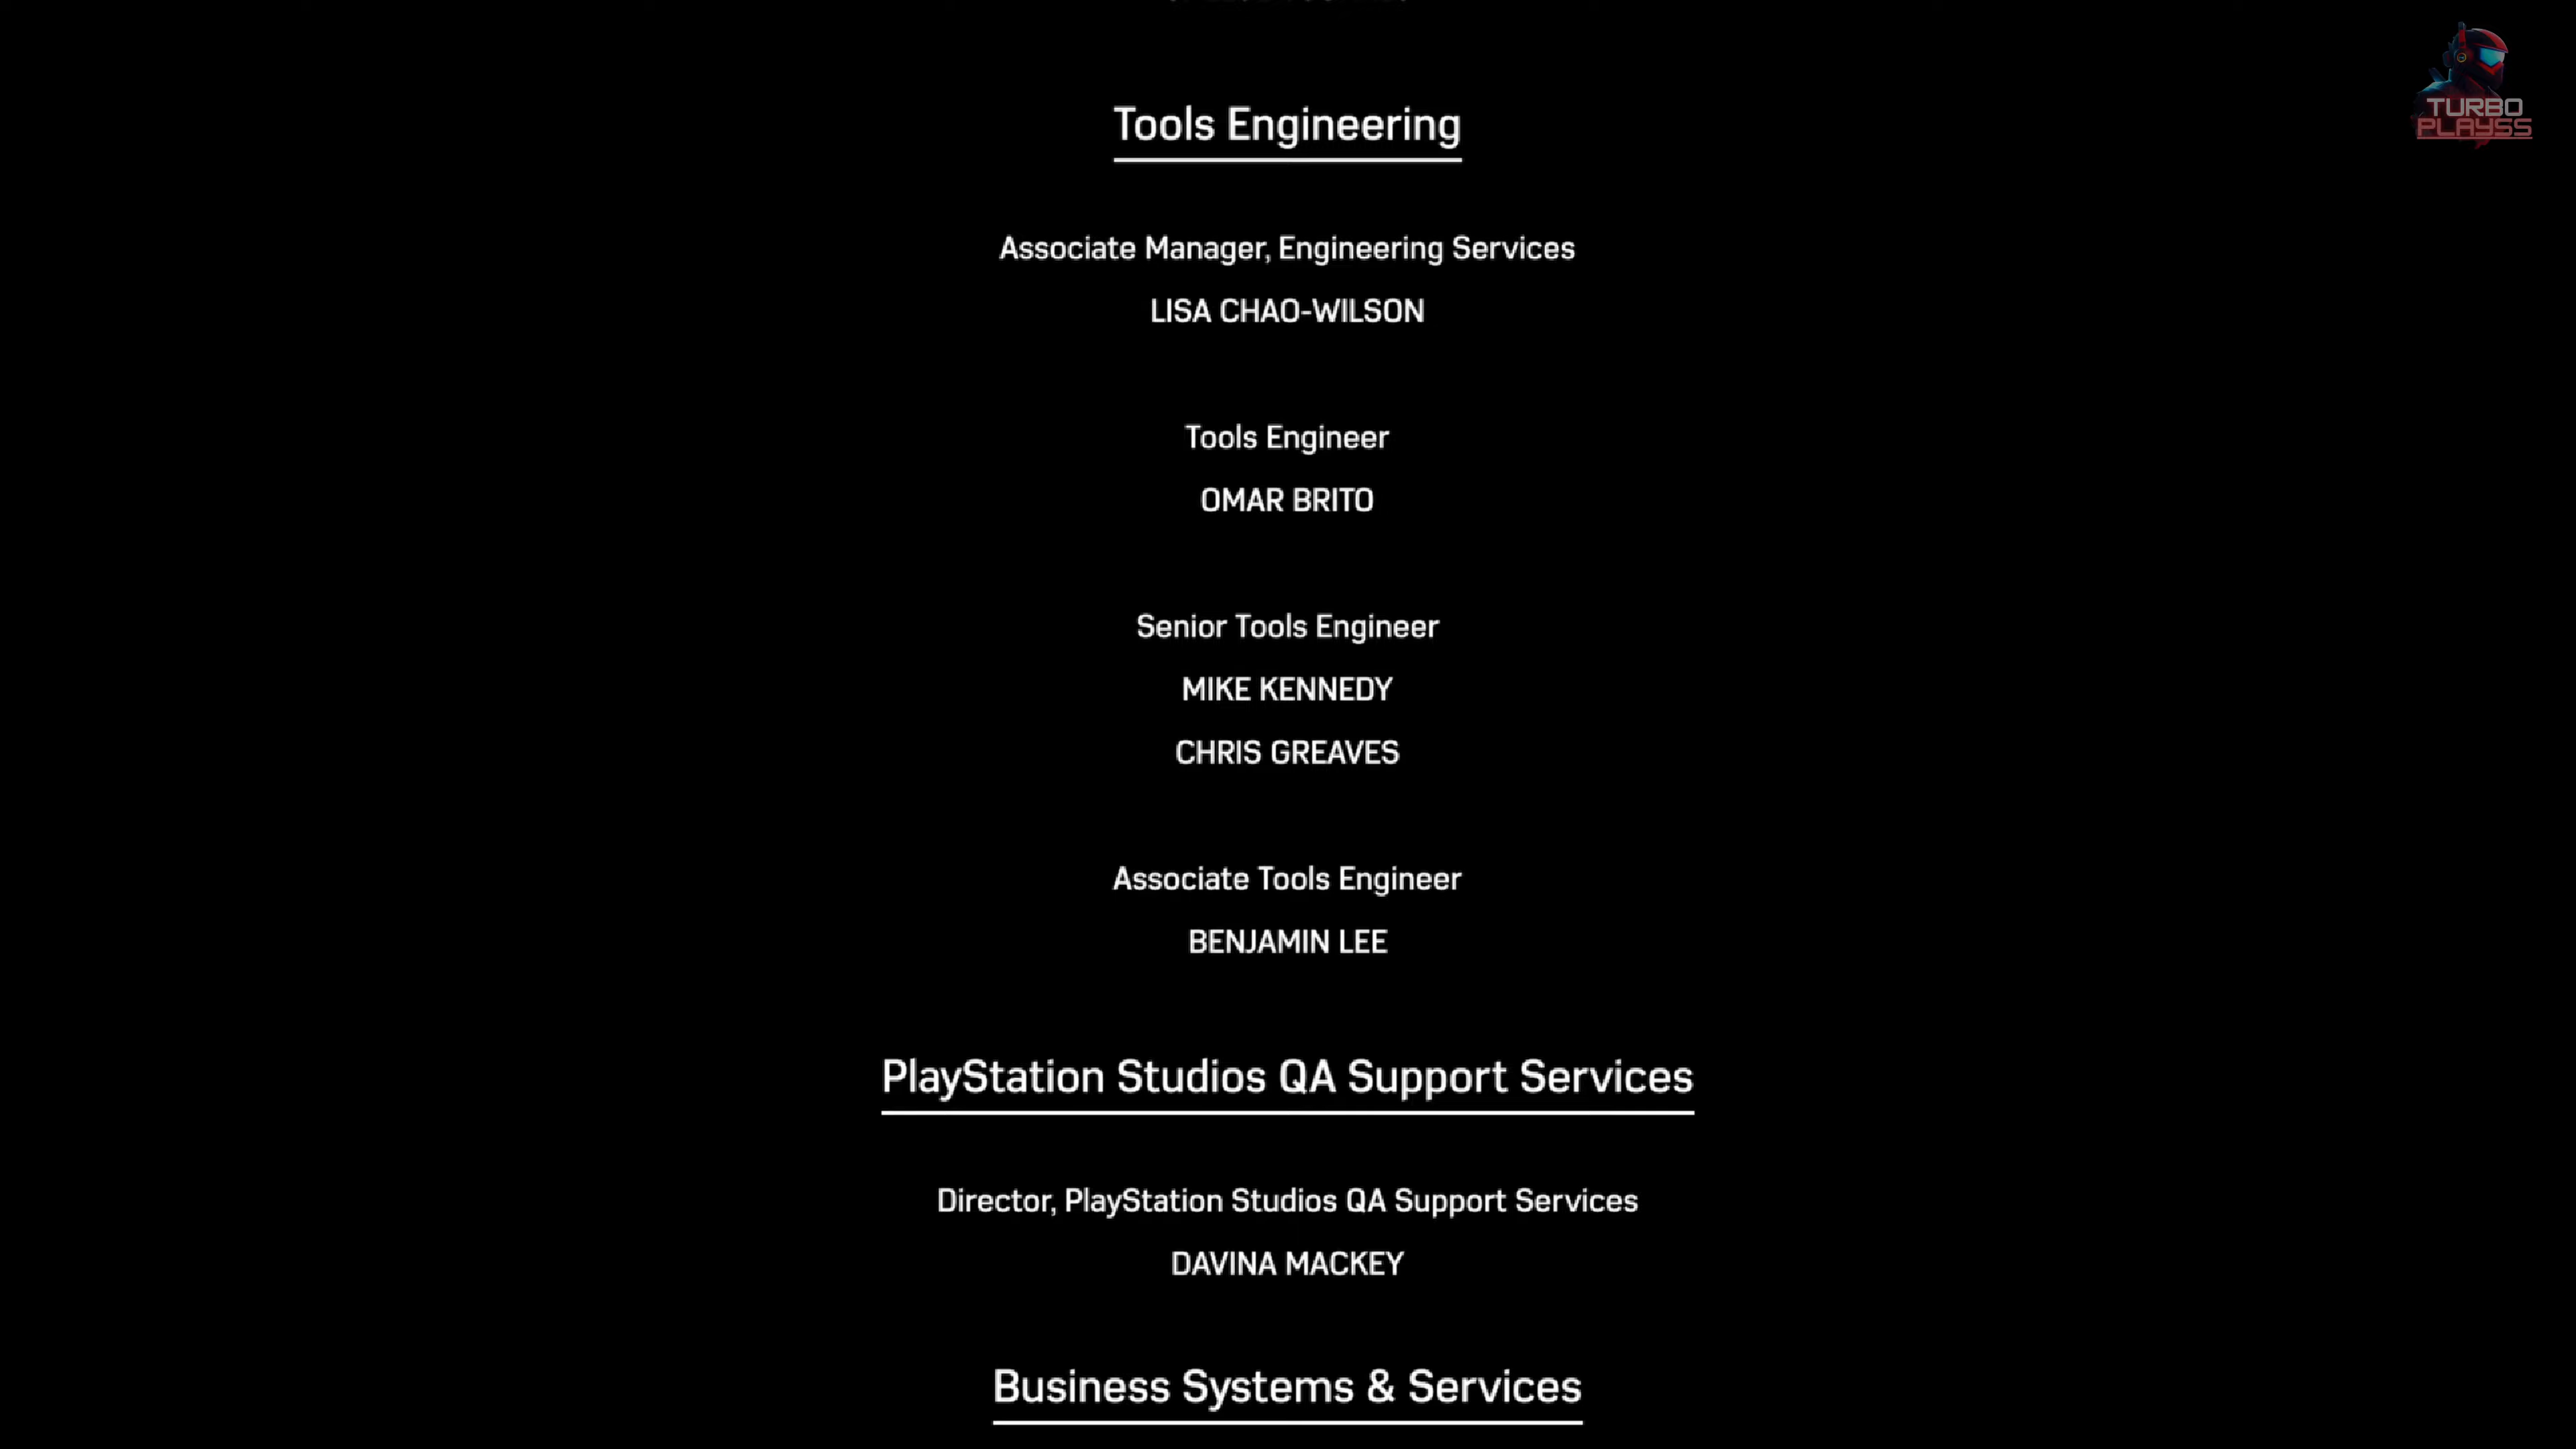 TURBO
PLAYSS
Tools Engineering
Associate Manager, Engineering Services
LISA CHAO-WILSON
Tools Engineer
OMAR BRITO
Senior Tools Engineer
MIKE KENNEDY
CHRIS GREAVES
Associate Tools Engineer
BENJAMIN LEE
PlayStation Studios QA Support Services
Director, PlayStation Studios QA Support Services
DAVINA MACKEY
Business Systems & Services